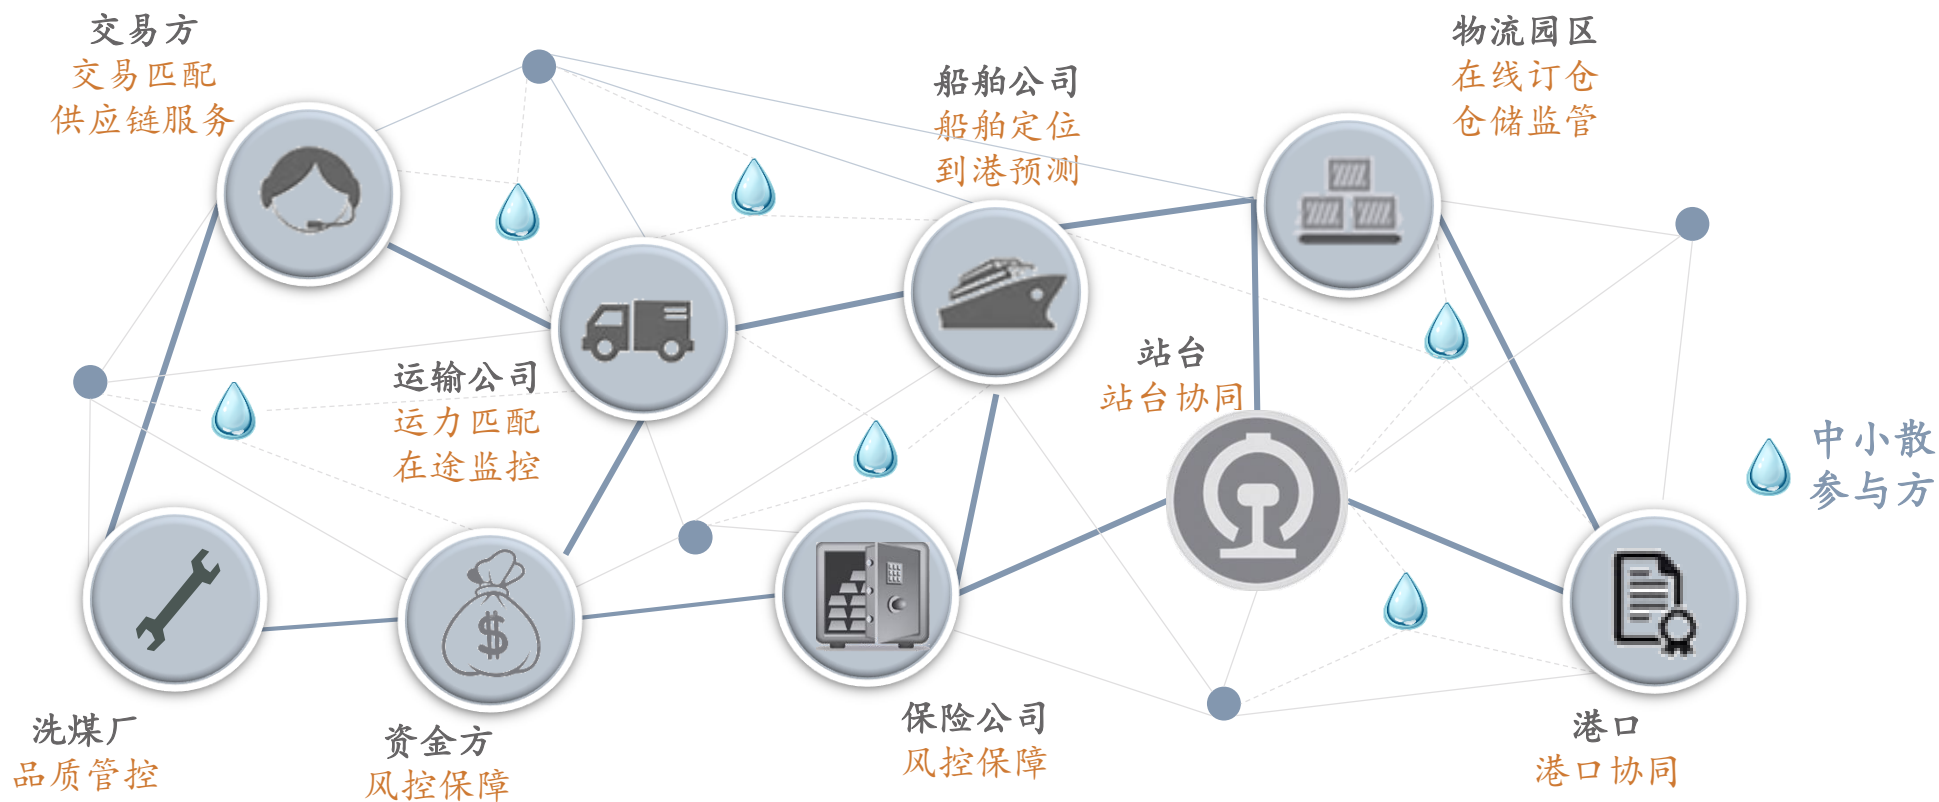 交易方
交易匹配
供应链服务
船舶公司
船舶定位
到港预测
物流园区
在线订仓
仓储监管
运输公司
运力匹配
在途监控
站台
站台协同
中小散
参与方
洗煤厂
品质管控
资金方
风控保障
$
保险公司
风控保障
港口
港口协同